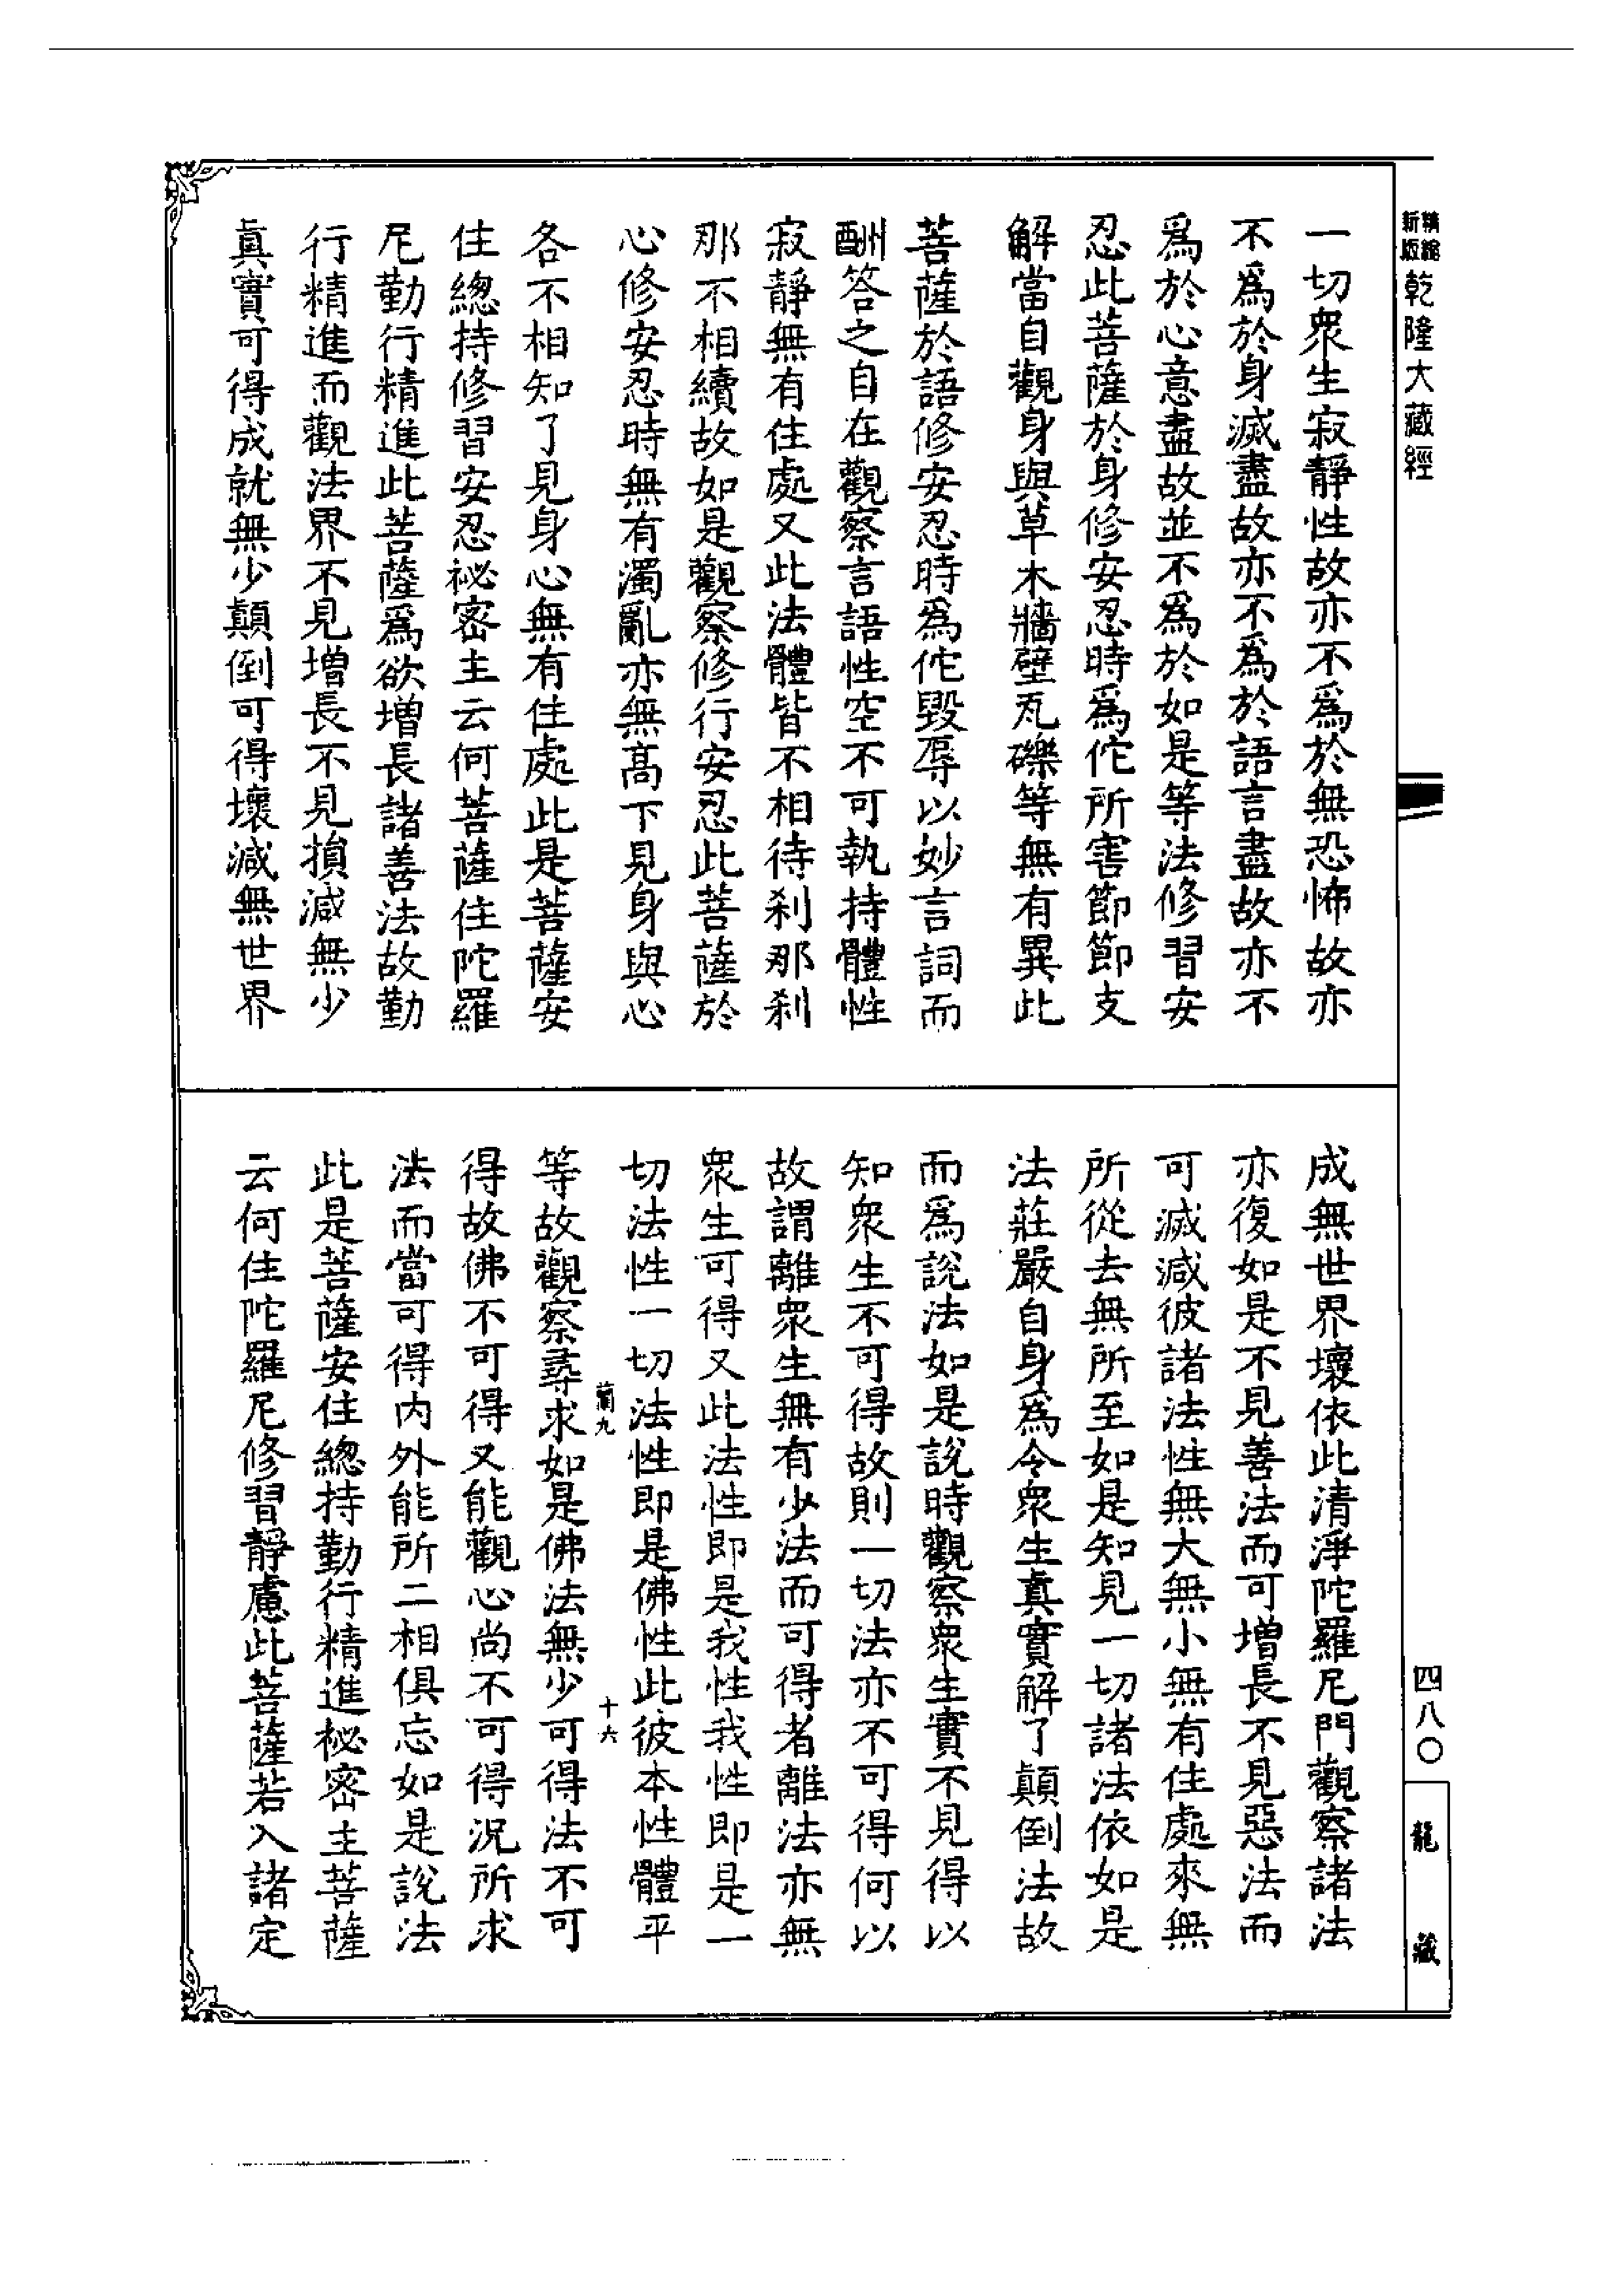 精縮新版乾隆大藏經
一切衆生寂靜性故亦不爲於無恐怖故亦
不爲於身滅盡故亦不爲於語言盡故亦不
爲於心意盡故並不爲於如是等法修習安
忍此菩薩於身修安忍時爲佗所害節節支
解當自觀身與草木牆壁瓦礫等無有異此
菩薩於語修安忍時爲佗毀辱以妙言詞而
酬答之自在觀察言語性空不可執持體性
寂靜無有住處又此法體皆不相待刹那刹
那不相續故如是觀察修行安忍此菩薩於
心修安忍時無有濁亂亦無高下見身與心
各不相知了見身心無有住處此是菩薩安
住總持修習安忍祕密主云何菩薩住陀羅
尼勤行精進此菩薩爲欲增長諸善法故勤
行精進而觀法界不見增長不見損減無少
眞實可得成就無少顛倒可得壞減無世界
成無世界壞依此清淨陀羅尼門觀察諸法
亦復如是不見善法而可增長不見惡法而
可減減彼諸法性無大無小無有住處來無
所從去無所至如是知見一切諸法依如是
法莊嚴自身爲令衆生真實解了顛倒法故
而爲說法如是說時觀察衆生實不見得以
知衆生不可得故則一切法亦不可得何以
故謂離衆生無有少法而可得者離法亦無
衆生可得又此法性即是我性我性即是一
切法性一切法性即是佛性此彼本性體平
蘭九
十六
等故觀察尋求如是佛法無少可得法不可
得故佛不可得又能觀心尚不可得況所求
法而當可得内外能所二相俱忘如是說法
此是菩薩安住總持勤行精進祕密主菩薩
云何住陀羅尼修習靜慮此菩薩若入諸定
四八〇
龍藏